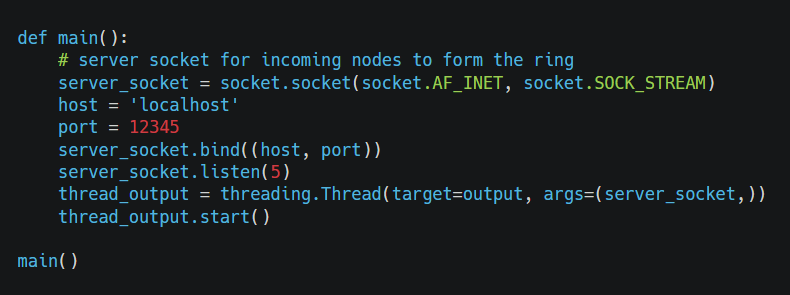 def main():
    # server socket for incoming nodes to form the ring
    server_socket = socket.socket(socket.AF_INET, socket.SOCK_STREAM)
    host = 'localhost'
    port = 12345
    server_socket.bind((host, port))
    server_socket.listen(5)
    thread_output = threading.Thread(target=output, args=(server_socket,))
    thread_output.start()

main()